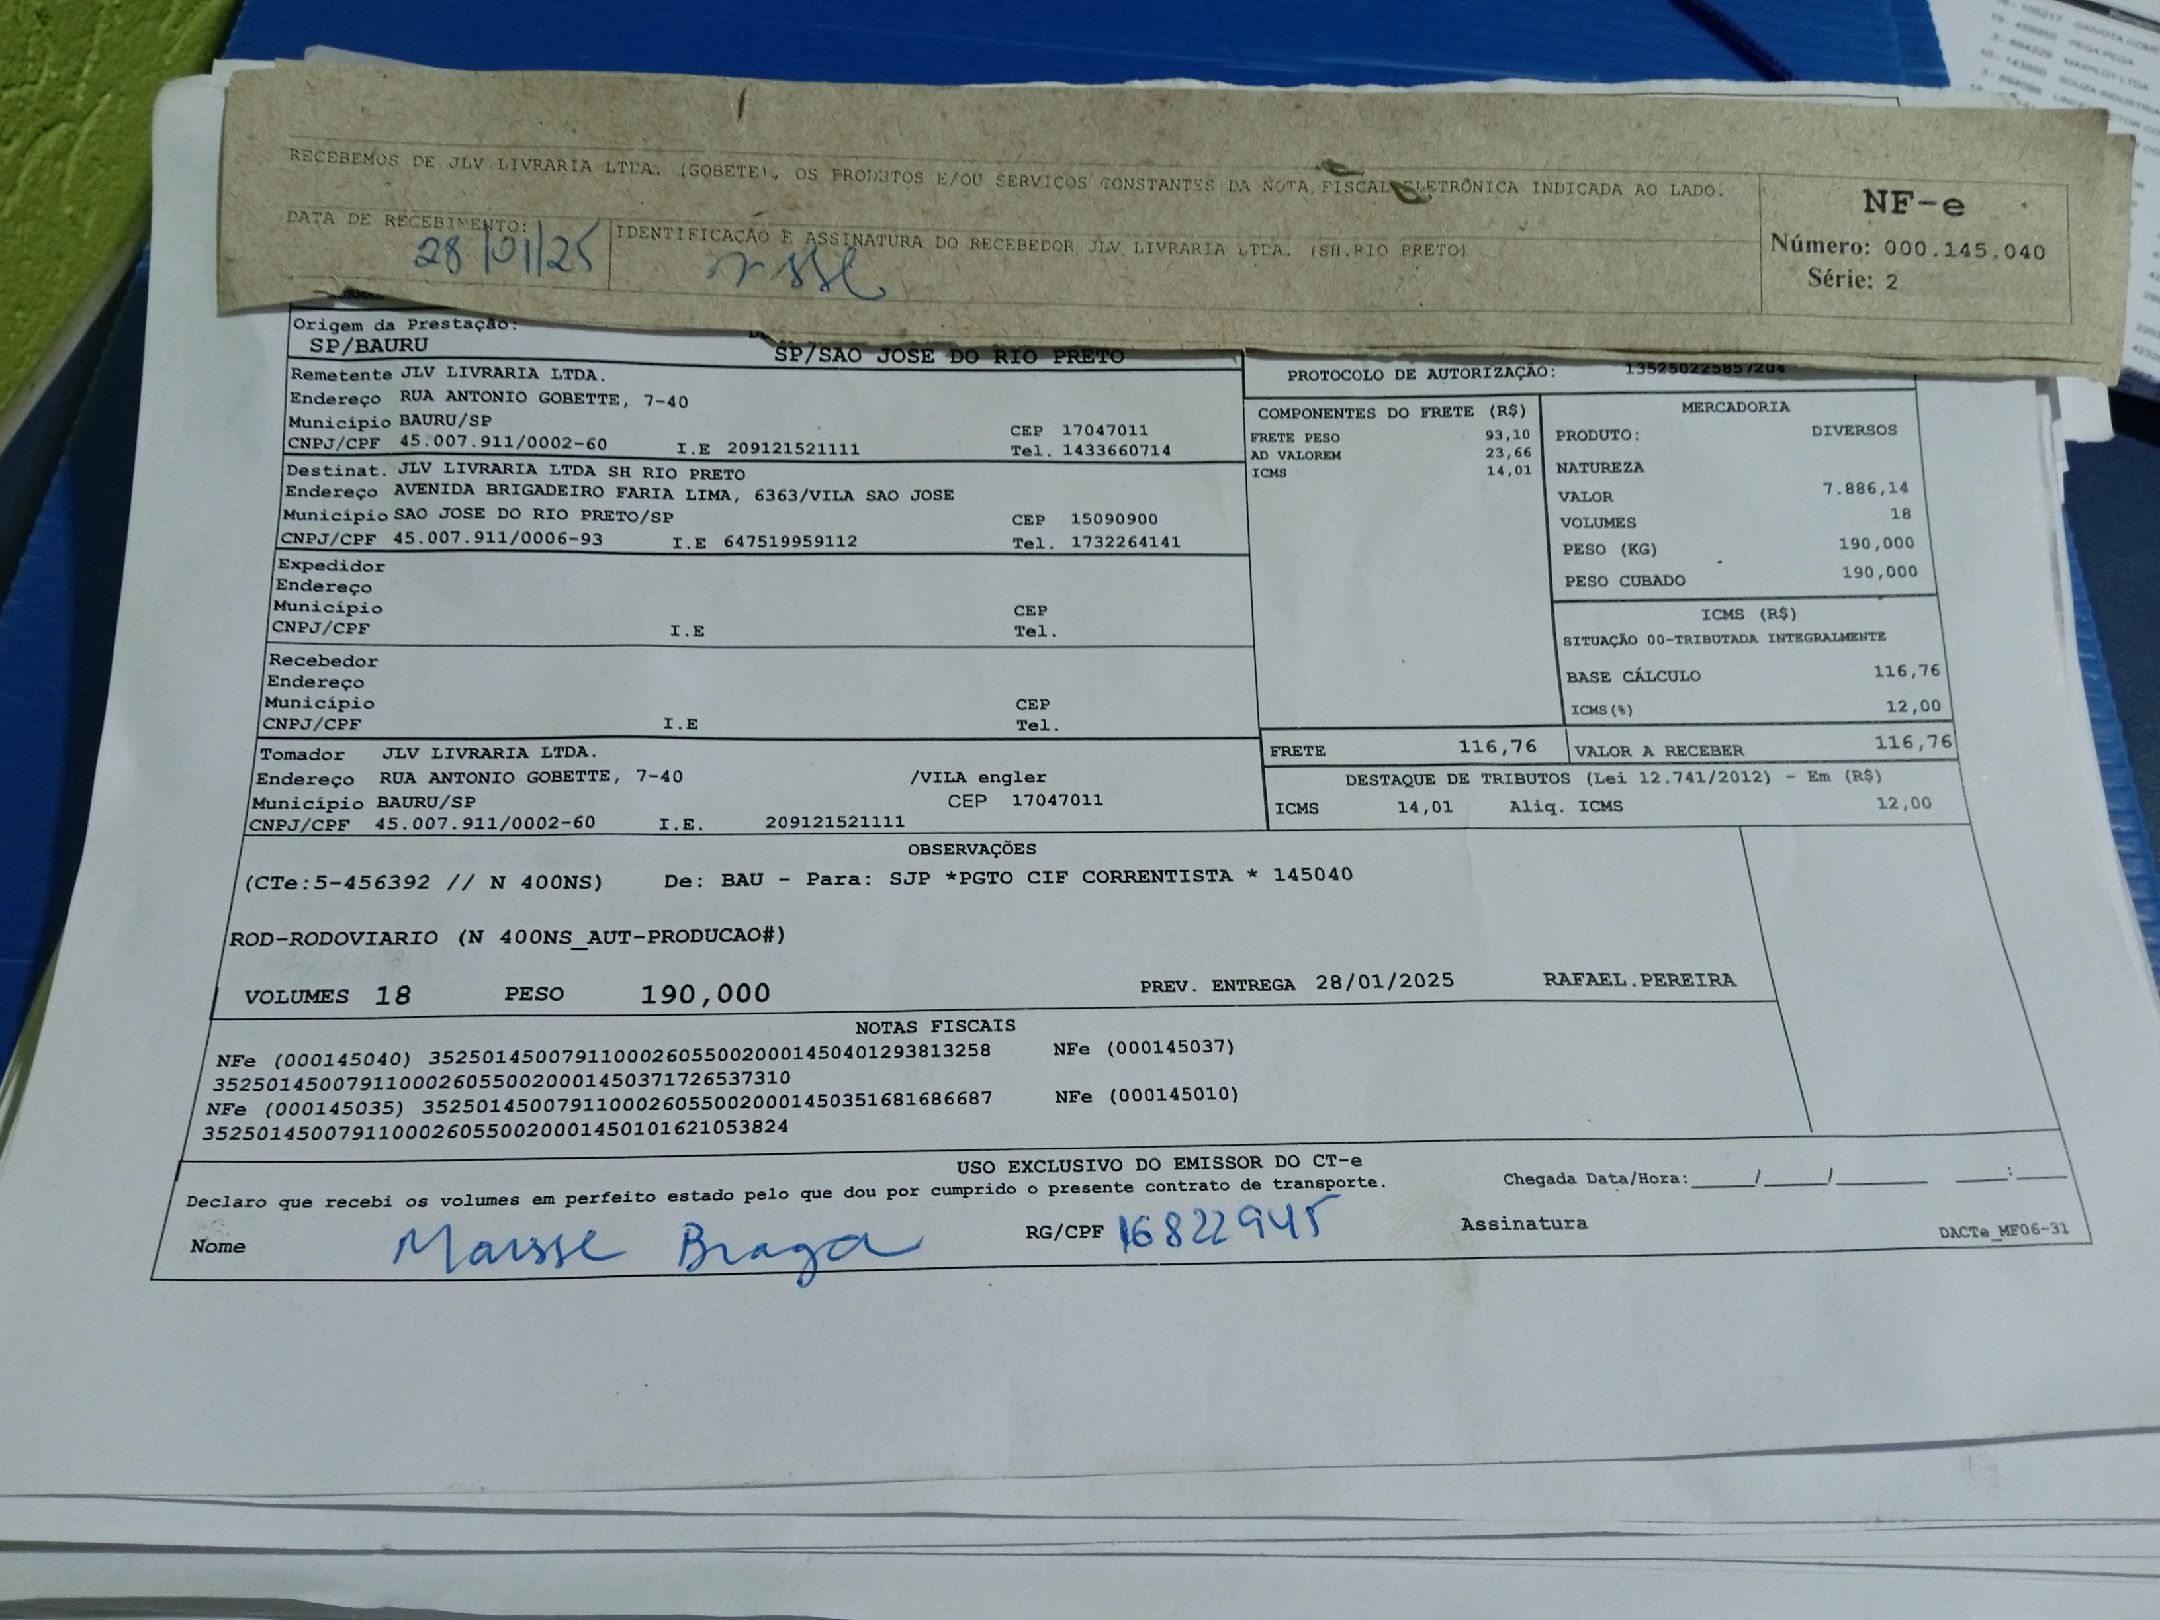 RECEBEMOS DE JLV LIVRARIA LTDA. (GOBETE), OS PRODUTOS E/OU SERVIÇOS CONSTANTES DA NOTA FISCAL ELETRÔNICA INDICADA AO LADO.
DATA DE RECEBIMENTO: 28/01/25
IDENTIFICAÇÃO E ASSINATURA DO RECEBEDOR JLV LIVRARIA LTDA. (SH.RIO PRETO)
NF-e
Número: 000.145.040
Série: 2
Origem da Prestação:
SP/BAURU
SP/SAO JOSE DO RIO PRETO
Remetente JLV LIVRARIA LTDA.
Endereço RUA ANTONIO GOBETTE, 7-40
Município BAURU/SP CEP 17047011
CNPJ/CPF 45.007.911/0002-60 I.E 209121521111 Tel. 1433660714
Destinat. JLV LIVRARIA LTDA SH RIO PRETO
Endereço AVENIDA BRIGADEIRO FARIA LIMA, 6363/VILA SAO JOSE
Município SAO JOSE DO RIO PRETO/SP CEP 15090900
CNPJ/CPF 45.007.911/0006-93 I.E 647519959112 Tel. 1732264141
Expedidor
Endereço
Município CEP
CNPJ/CPF I.E Tel.
Recebedor
Endereço
Município CEP
CNPJ/CPF I.E Tel.
Tomador JLV LIVRARIA LTDA.
Endereço RUA ANTONIO GOBETTE, 7-40 /VILA engler
Município BAURU/SP CEP 17047011
CNPJ/CPF 45.007.911/0002-60 I.E. 209121521111
PROTOCOLO DE AUTORIZAÇÃO: 135250225857204
COMPONENTES DO FRETE (R$)
FRETE PESO 93,10
AD VALOREM 23,66
ICMS 14,01
MERCADORIA
PRODUTO: DIVERSOS
NATUREZA
VALOR 7.886,14
VOLUMES 18
PESO (KG) 190,000
PESO CUBADO 190,000
ICMS (R$)
SITUAÇÃO 00-TRIBUTADA INTEGRALMENTE
BASE CÁLCULO 116,76
ICMS(%) 12,00
FRETE 116,76 VALOR A RECEBER 116,76
DESTAQUE DE TRIBUTOS (Lei 12.741/2012) - Em (R$)
ICMS 14,01 Aliq. ICMS 12,00
OBSERVAÇÕES
(CTe:5-456392 // N 400NS) De: BAU - Para: SJP *PGTO CIF CORRENTISTA * 145040
ROD-RODOVIARIO (N 400NS_AUT-PRODUCAO#)
VOLUMES 18 PESO 190,000 PREV. ENTREGA 28/01/2025 RAFAEL.PEREIRA
NOTAS FISCAIS
NFe (000145040) 35250145007911000260550020001450401293813258 NFe (000145037)
35250145007911000260550020001450371726537310
NFe (000145035) 35250145007911000260550020001450351681686687 NFe (000145010)
35250145007911000260550020001450101621053824
USO EXCLUSIVO DO EMISSOR DO CT-e
Declaro que recebi os volumes em perfeito estado pelo que dou por cumprido o presente contrato de transporte. Chegada Data/Hora:____/____/______ ____:____
Nome Marsse Braga RG/CPF 16822945 Assinatura
DACTe_MF06-31